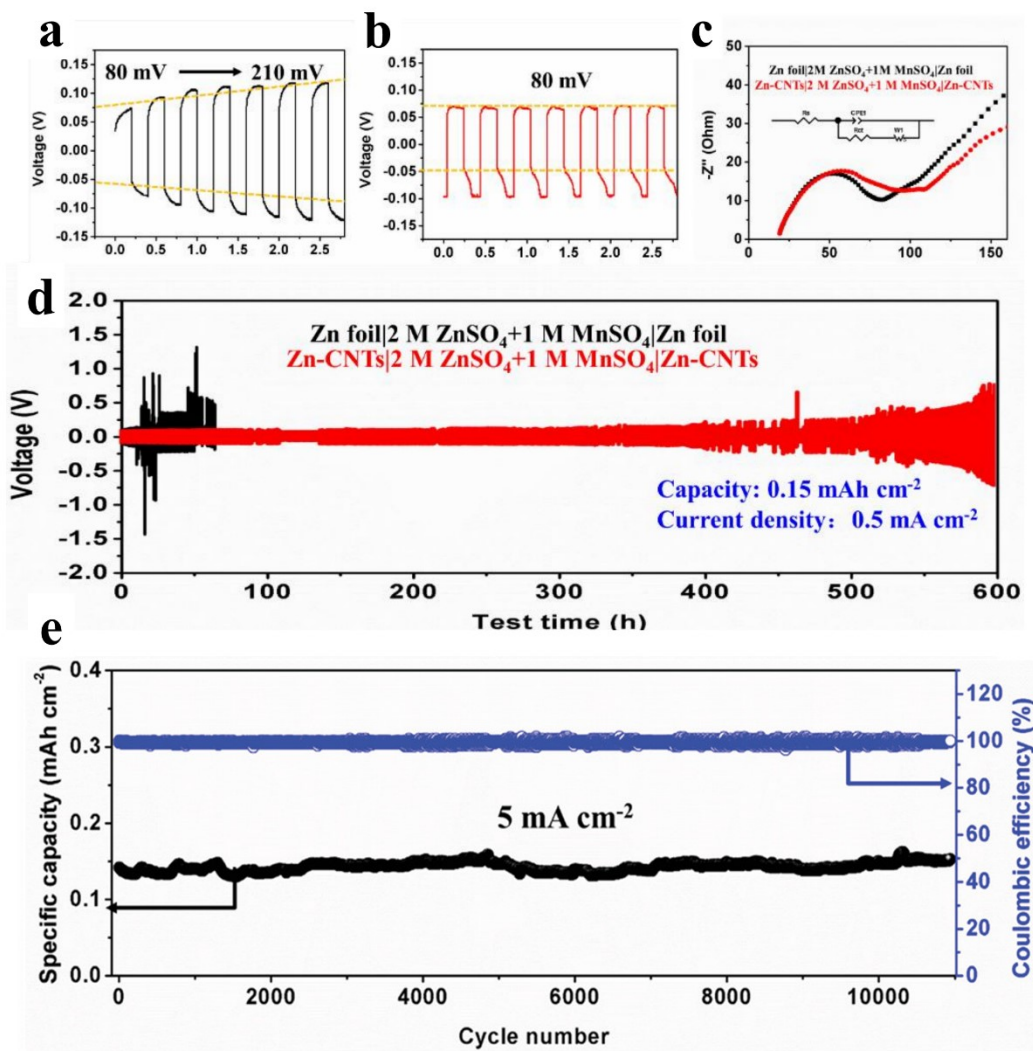 a
80 mV → 210 mV
0.15
0.10
0.05
0.00
-0.05
-0.10
-0.15
Voltage (V)
0.0 0.5 1.0 1.5 2.0 2.5
b
80 mV
0.15
0.10
0.05
0.00
-0.05
-0.10
-0.15
Voltage (V)
0.0 0.5 1.0 1.5 2.0 2.5
c
Zn foil|2M ZnSO4+1M MnSO4|Zn foil
Zn-CNTs|2 M ZnSO4+1 M MnSO4|Zn-CNTs
Rs
CPE1
Rct
W1
50
40
30
20
10
0
-Z'' (Ohm)
0 50 100 150
d
Zn foil|2 M ZnSO4+1 M MnSO4|Zn foil
Zn-CNTs|2 M ZnSO4+1 M MnSO4|Zn-CNTs
2.0
1.5
1.0
0.5
0.0
-0.5
-1.0
-1.5
-2.0
Voltage (V)
Capacity: 0.15 mAh cm-2
Current density: 0.5 mA cm-2
0 100 200 300 400 500 600
Test time (h)
e
0.4
0.3
0.2
0.1
0.0
Specific capacity (mAh cm-2)
5 mA cm-2
120
100
80
60
40
20
0
Coulombic efficiency (%)
0 2000 4000 6000 8000 10000
Cycle number